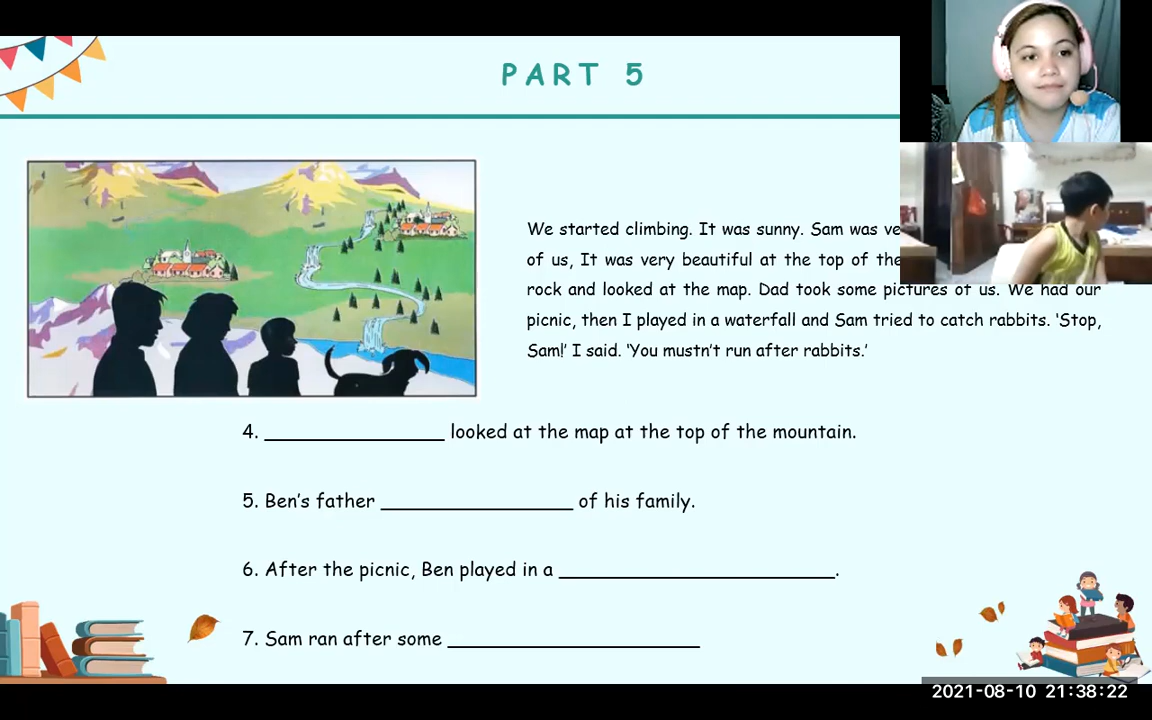 PART 5
We started climbing. It was sunny. Sam was
of us, It was very beautiful at the top of the
rock and looked at the map. Dad took some pictures of us. We had our
picnic, then I played in a waterfall and Sam tried to catch rabbits. ‘Stop,
Sam!’ I said. ‘You mustn’t run after rabbits.’
4. ________________ looked at the map at the top of the mountain.
5. Ben’s father _________________ of his family.
6. After the picnic, Ben played in a _________________________.
7. Sam ran after some _______________________
2021-08-10 21:38:22